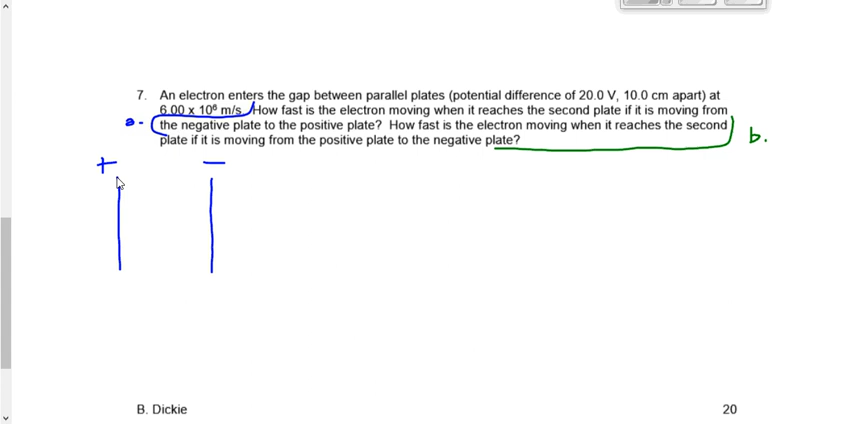 7. An electron enters the gap between parallel plates (potential difference of 20.0 V, 10.0 cm apart) at
6.00 x 10⁶ m/s. How fast is the electron moving when it reaches the second plate if it is moving from
a. the negative plate to the positive plate? How fast is the electron moving when it reaches the second
plate if it is moving from the positive plate to the negative plate? b.
+ −
B. Dickie 20